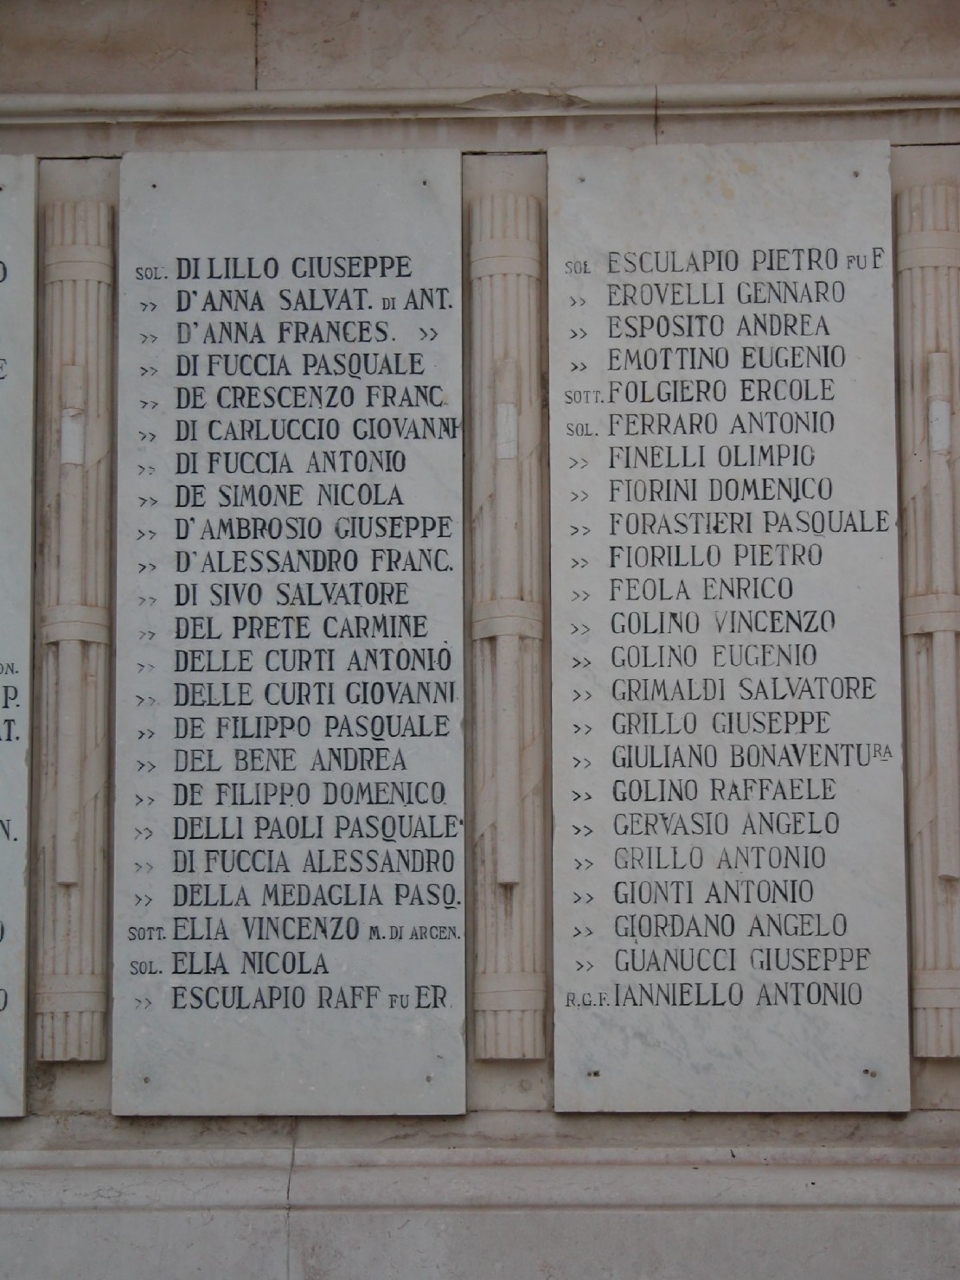 SOL. DI LILLO GIUSEPPE
>> D'ANNA SALVAT. DI ANT.
>> D'ANNA FRANCES. >>
>> DI FUCCIA PASQUALE
>> DE CRESCENZO FRANC.
>> DI CARLUCCIO GIOVANNI
>> DI FUCCIA ANTONIO
>> DE SIMONE NICOLA
>> D'AMBROSIO GIUSEPPE
>> D'ALESSANDRO FRANC.
>> DI SIVO SALVATORE
>> DEL PRETE CARMINE
>> DELLE CURTI ANTONIO
>> DELLE CURTI GIOVANNI
>> DE FILIPPO PASQUALE
>> DEL BENE ANDREA
>> DE FILIPPO DOMENICO
>> DELLI PAOLI PASQUALE
>> DI FUCCIA ALESSANDRO
>> DELLA MEDAGLIA PASQ.
SOTT. ELIA VINCENZO M. DI ARGEN.
SOL. ELIA NICOLA
>> ESCULAPIO RAFF FU ER
SOL. ESCULAPIO PIETRO FU F
>> EROVELLI GENNARO
>> ESPOSITO ANDREA
>> EMOTTINO EUGENIO
SOTT. FOLGIERO ERCOLE
SOL. FERRARO ANTONIO
>> FINELLI OLIMPIO
>> FIORINI DOMENICO
>> FORASTIERI PASQUALE
>> FIORILLO PIETRO
>> FEOLA ENRICO
>> GOLINO VINCENZO
>> GOLINO EUGENIO
>> GRIMALDI SALVATORE
>> GRILLO GIUSEPPE
>> GIULIANO BONAVENTURA
>> GOLINO RAFFAELE
>> GERVASIO ANGELO
>> GRILLO ANTONIO
>> GIONTI ANTONIO
>> GIORDANO ANGELO
>> GUANUCCI GIUSEPPE
R.G.F. IANNIELLO ANTONIO